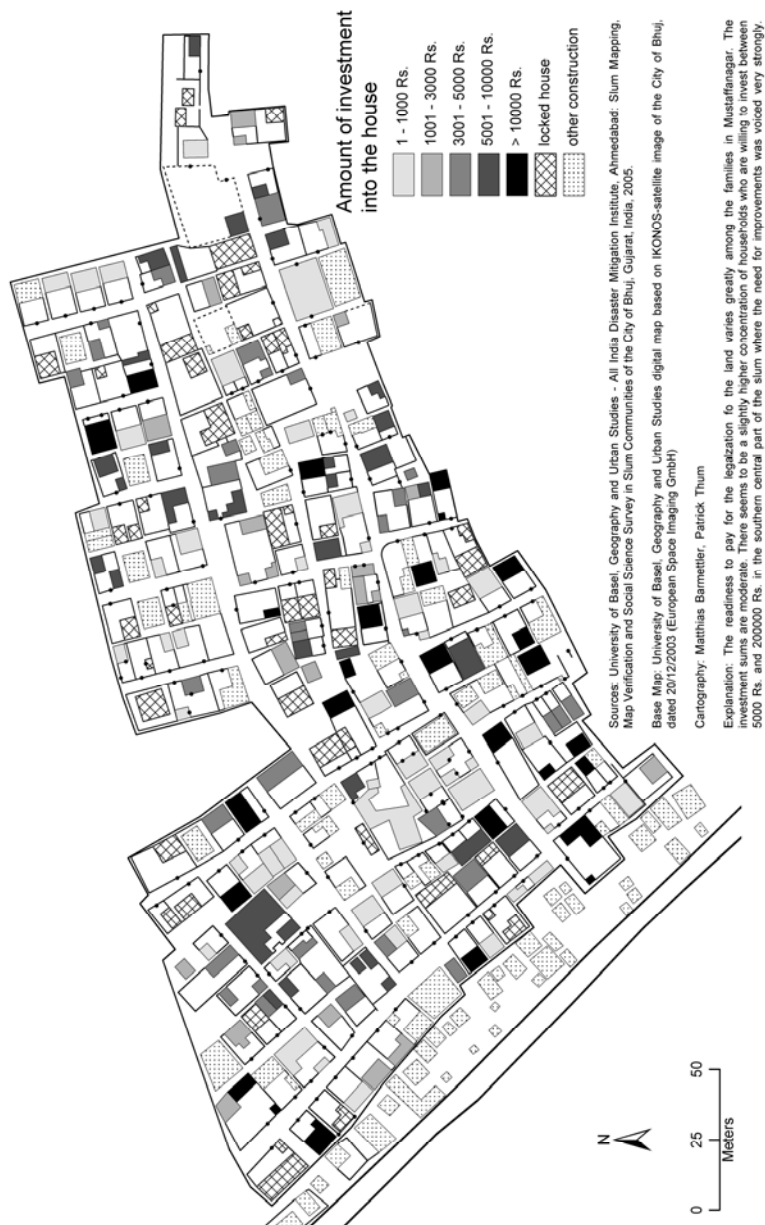 Amount of investment
into the house
1 - 1000 Rs.
1001 - 3000 Rs.
3001 - 5000 Rs.
5001 - 10000 Rs.
> 10000 Rs.
locked house
other construction
Sources: University of Basel, Geography and Urban Studies - All India Disaster Mitigation Institute, Ahmedabad: Slum Mapping,
Map Verification and Social Science Survey in Slum Communities of the City of Bhuj, Gujarat, India, 2005.
Base Map: University of Basel, Geography and Urban Studies digital map based on IKONOS-satellite image of the City of Bhuj,
dated 20/12/2003 (European Space Imaging GmbH)
Cartography: Matthias Barmettler, Patrick Thum
Explanation: The readiness to pay for the legalzation fo the land varies greatly among the families in Mustaffanagar. The
investment sums are moderate. There seems to be a slightly higher concentration of households who are willing to invest between
5000 Rs. and 200000 Rs. in the southern central part of the slum where the need for improvements was voiced very strongly.
N
0 25 50
Meters